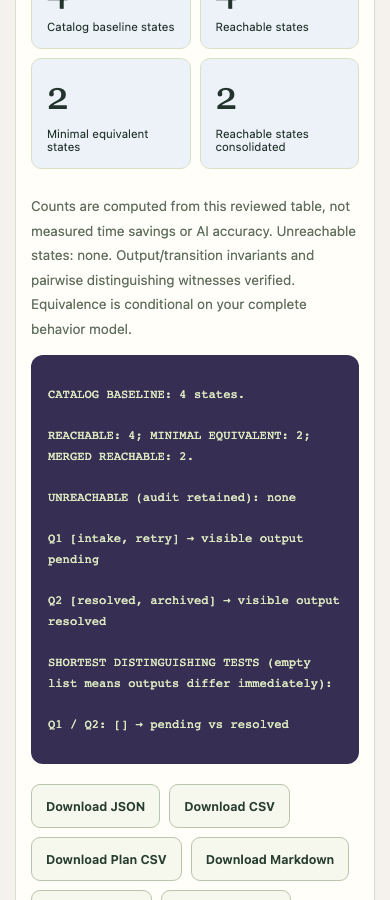 Catalog baseline states
Reachable states
2
2
Minimal equivalent
states
Reachable states
consolidated
Counts are computed from this reviewed table, not
measured time savings or AI accuracy. Unreachable
states: none. Output/transition invariants and
pairwise distinguishing witnesses verified.
Equivalence is conditional on your complete
behavior model.
CATALOG BASELINE: 4 states.
REACHABLE: 4; MINIMAL EQUIVALENT: 2;
MERGED REACHABLE: 2.
UNREACHABLE (audit retained): none
Q1 [intake, retry] → visible output
pending
Q2 [resolved, archived] → visible output
resolved
SHORTEST DISTINGUISHING TESTS (empty
list means outputs differ immediately):
Q1 / Q2: [] → pending vs resolved
Download JSON
Download CSV
Download Plan CSV
Download Markdown